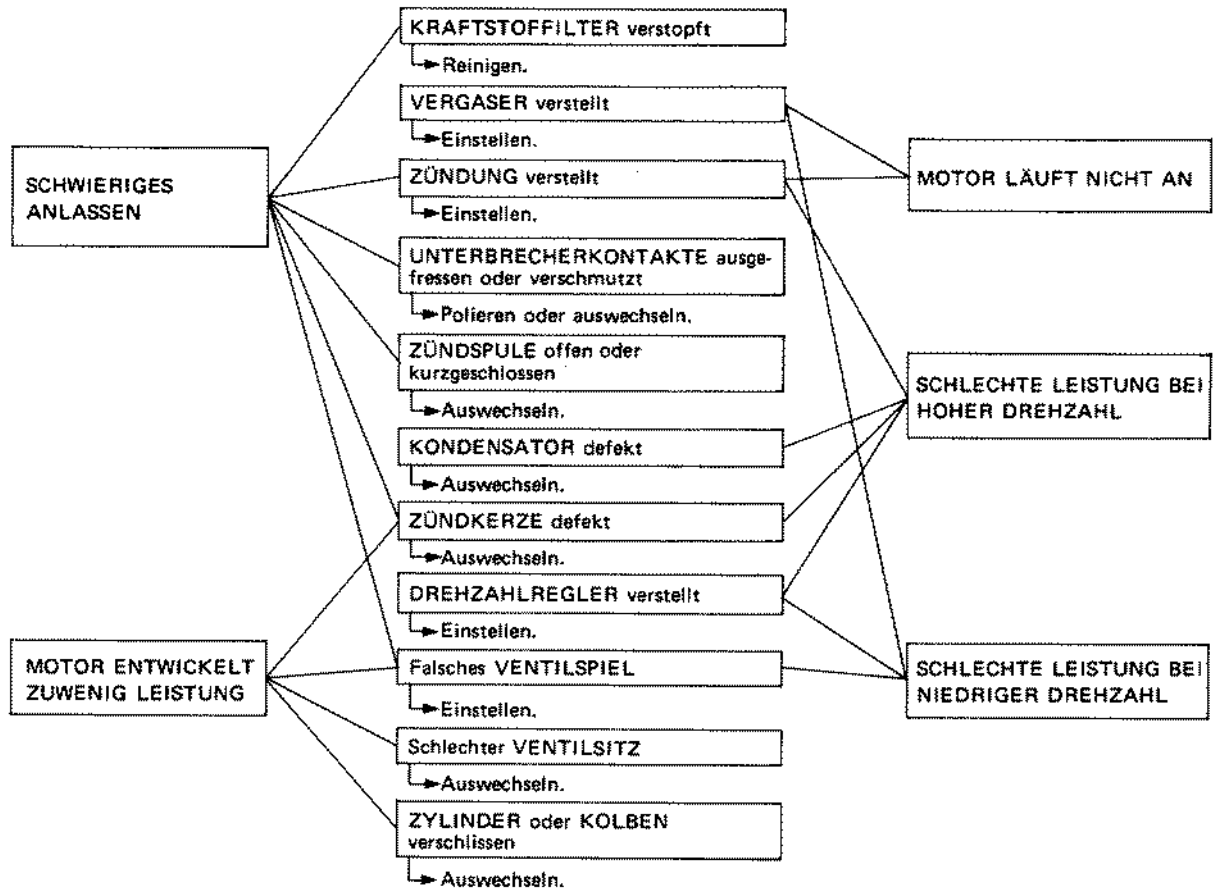 KRAFTSTOFFILTER verstopft
Reinigen.
VERGASER verstellt
Einstellen.
ZÜNDUNG verstellt
Einstellen.
UNTERBRECHERKONTAKTE ausge-
fressen oder verschmutzt
Polieren oder auswechseln.
ZÜNDSPULE offen oder
kurzgeschlossen
Auswechseln.
KONDENSATOR defekt
Auswechseln.
ZÜNDKERZE defekt
Auswechseln.
DREHZAHLREGLER verstellt
Einstellen.
Falsches VENTILSPIEL
Einstellen.
Schlechter VENTILSITZ
Auswechseln.
ZYLINDER oder KOLBEN
verschlissen
Auswechseln.
SCHWIERIGES
ANLASSEN
MOTOR ENTWICKELT
ZUWENIG LEISTUNG
MOTOR LÄUFT NICHT AN
SCHLECHTE LEISTUNG BEI
HOHER DREHZAHL
SCHLECHTE LEISTUNG BEI
NIEDRIGER DREHZAHL